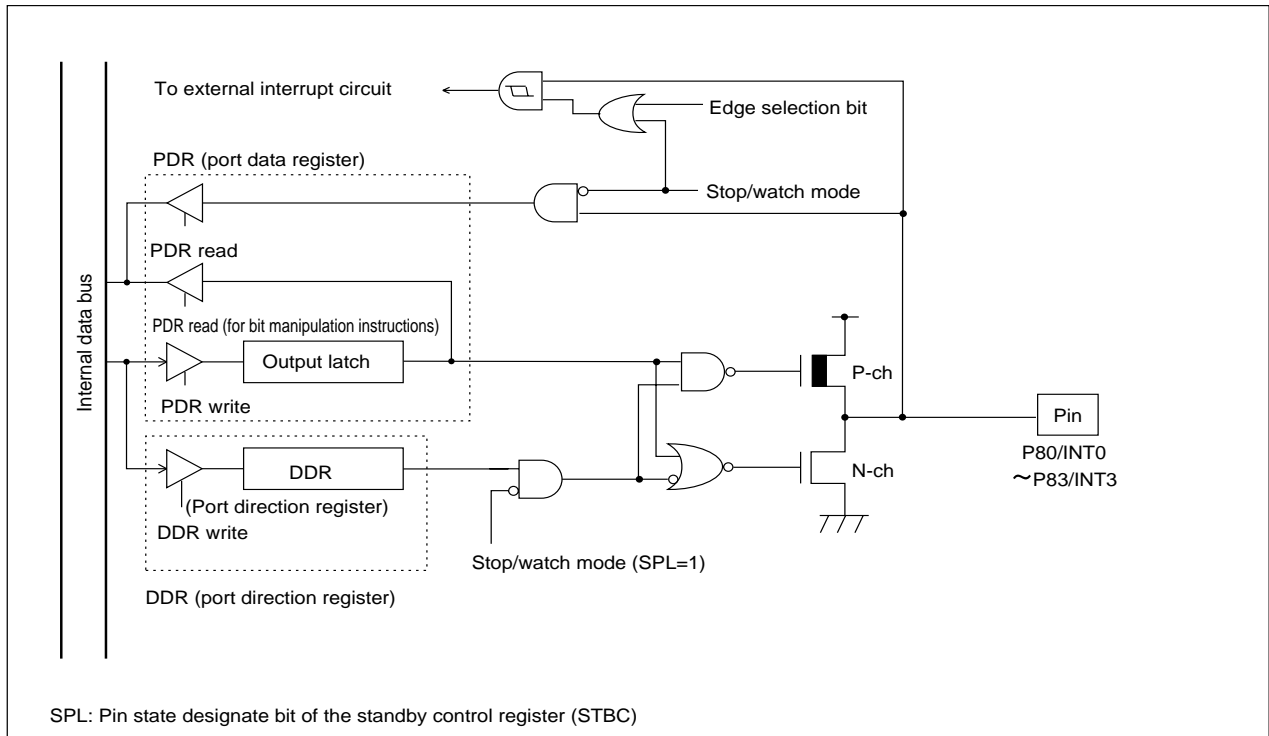 To external interrupt circuit
Edge selection bit
PDR (port data register)
Stop/watch mode
PDR read
Internal data bus
PDR read (for bit manipulation instructions)
Output latch
P-ch
PDR write
Pin
P80/INT0
~P83/INT3
DDR
N-ch
(Port direction register)
DDR write
Stop/watch mode (SPL=1)
DDR (port direction register)
SPL: Pin state designate bit of the standby control register (STBC)